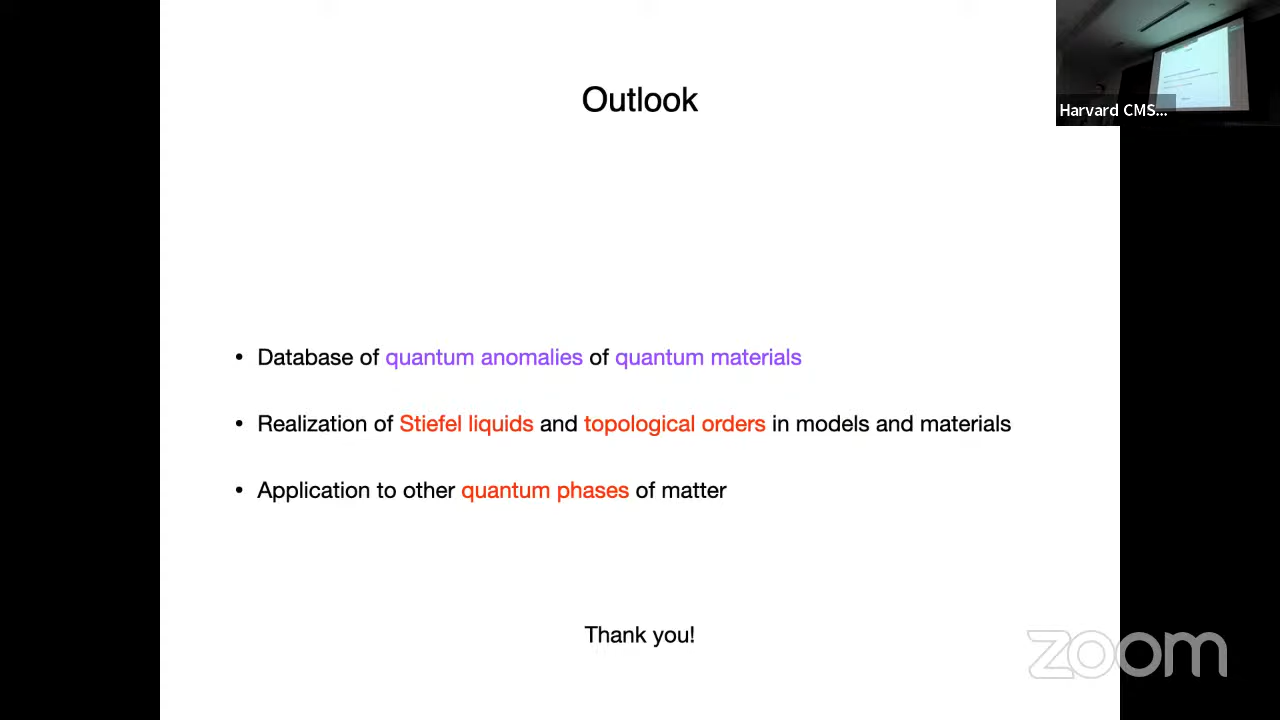 Outlook
Harvard CMS...
• Database of quantum anomalies of quantum materials
• Realization of Stiefel liquids and topological orders in models and materials
• Application to other quantum phases of matter
Thank you!
zoom